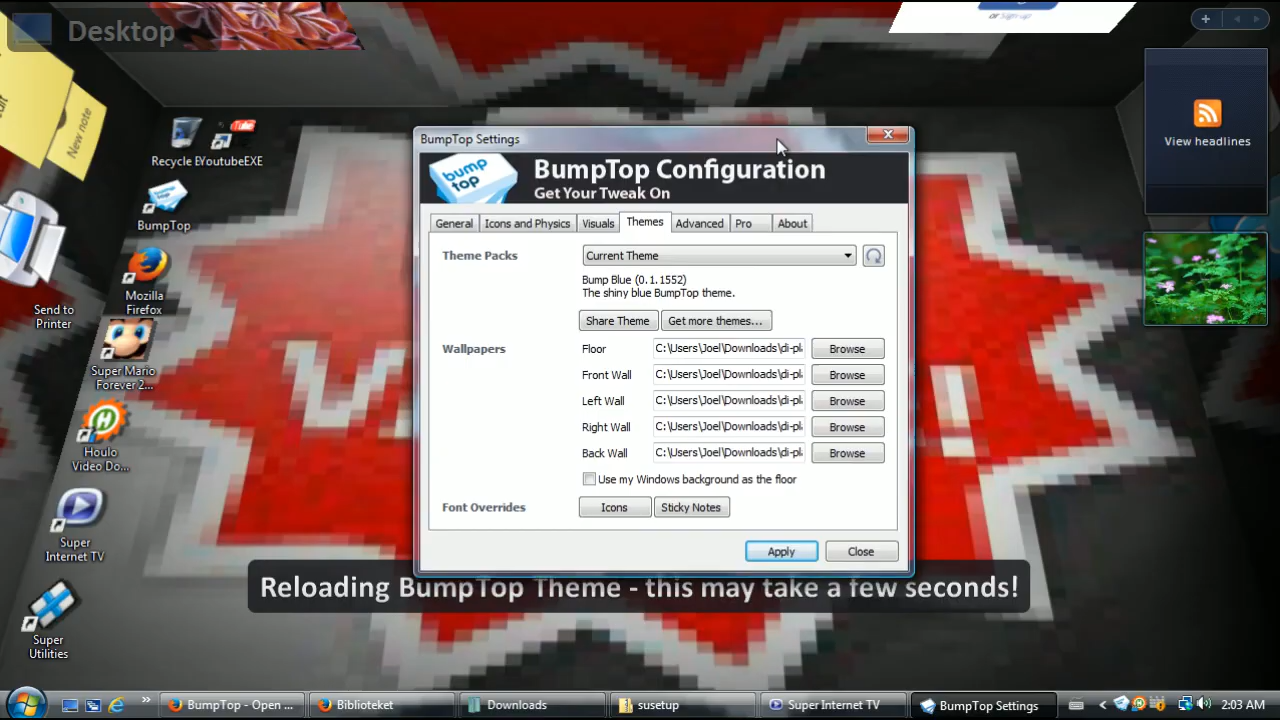 Desktop
or Sign up
New note
View headlines
Recycle B
YoutubeEXE
BumpTop
Mozilla
Firefox
Send to
Printer
Super Mario
Forever 2...
Houlo
Video Do...
Super
Internet TV
Super
Utilities
BumpTop Settings
bump
top
BumpTop Configuration
Get Your Tweak On
General
Icons and Physics
Visuals
Themes
Advanced
Pro
About
Theme Packs
Current Theme
Bump Blue (0.1.1552)
The shiny blue BumpTop theme.
Share Theme
Get more themes...
Wallpapers
Floor C:\Users\Joel\Downloads\di-pl Browse
Front Wall C:\Users\Joel\Downloads\di-pl Browse
Left Wall C:\Users\Joel\Downloads\di-pl Browse
Right Wall C:\Users\Joel\Downloads\di-pl Browse
Back Wall C:\Users\Joel\Downloads\di-pl Browse
Use my Windows background as the floor
Font Overrides
Icons
Sticky Notes
Apply
Close
Reloading BumpTop Theme - this may take a few seconds!
BumpTop - Open ...
Biblioteket
Downloads
susetup
Super Internet TV
BumpTop Settings
2:03 AM